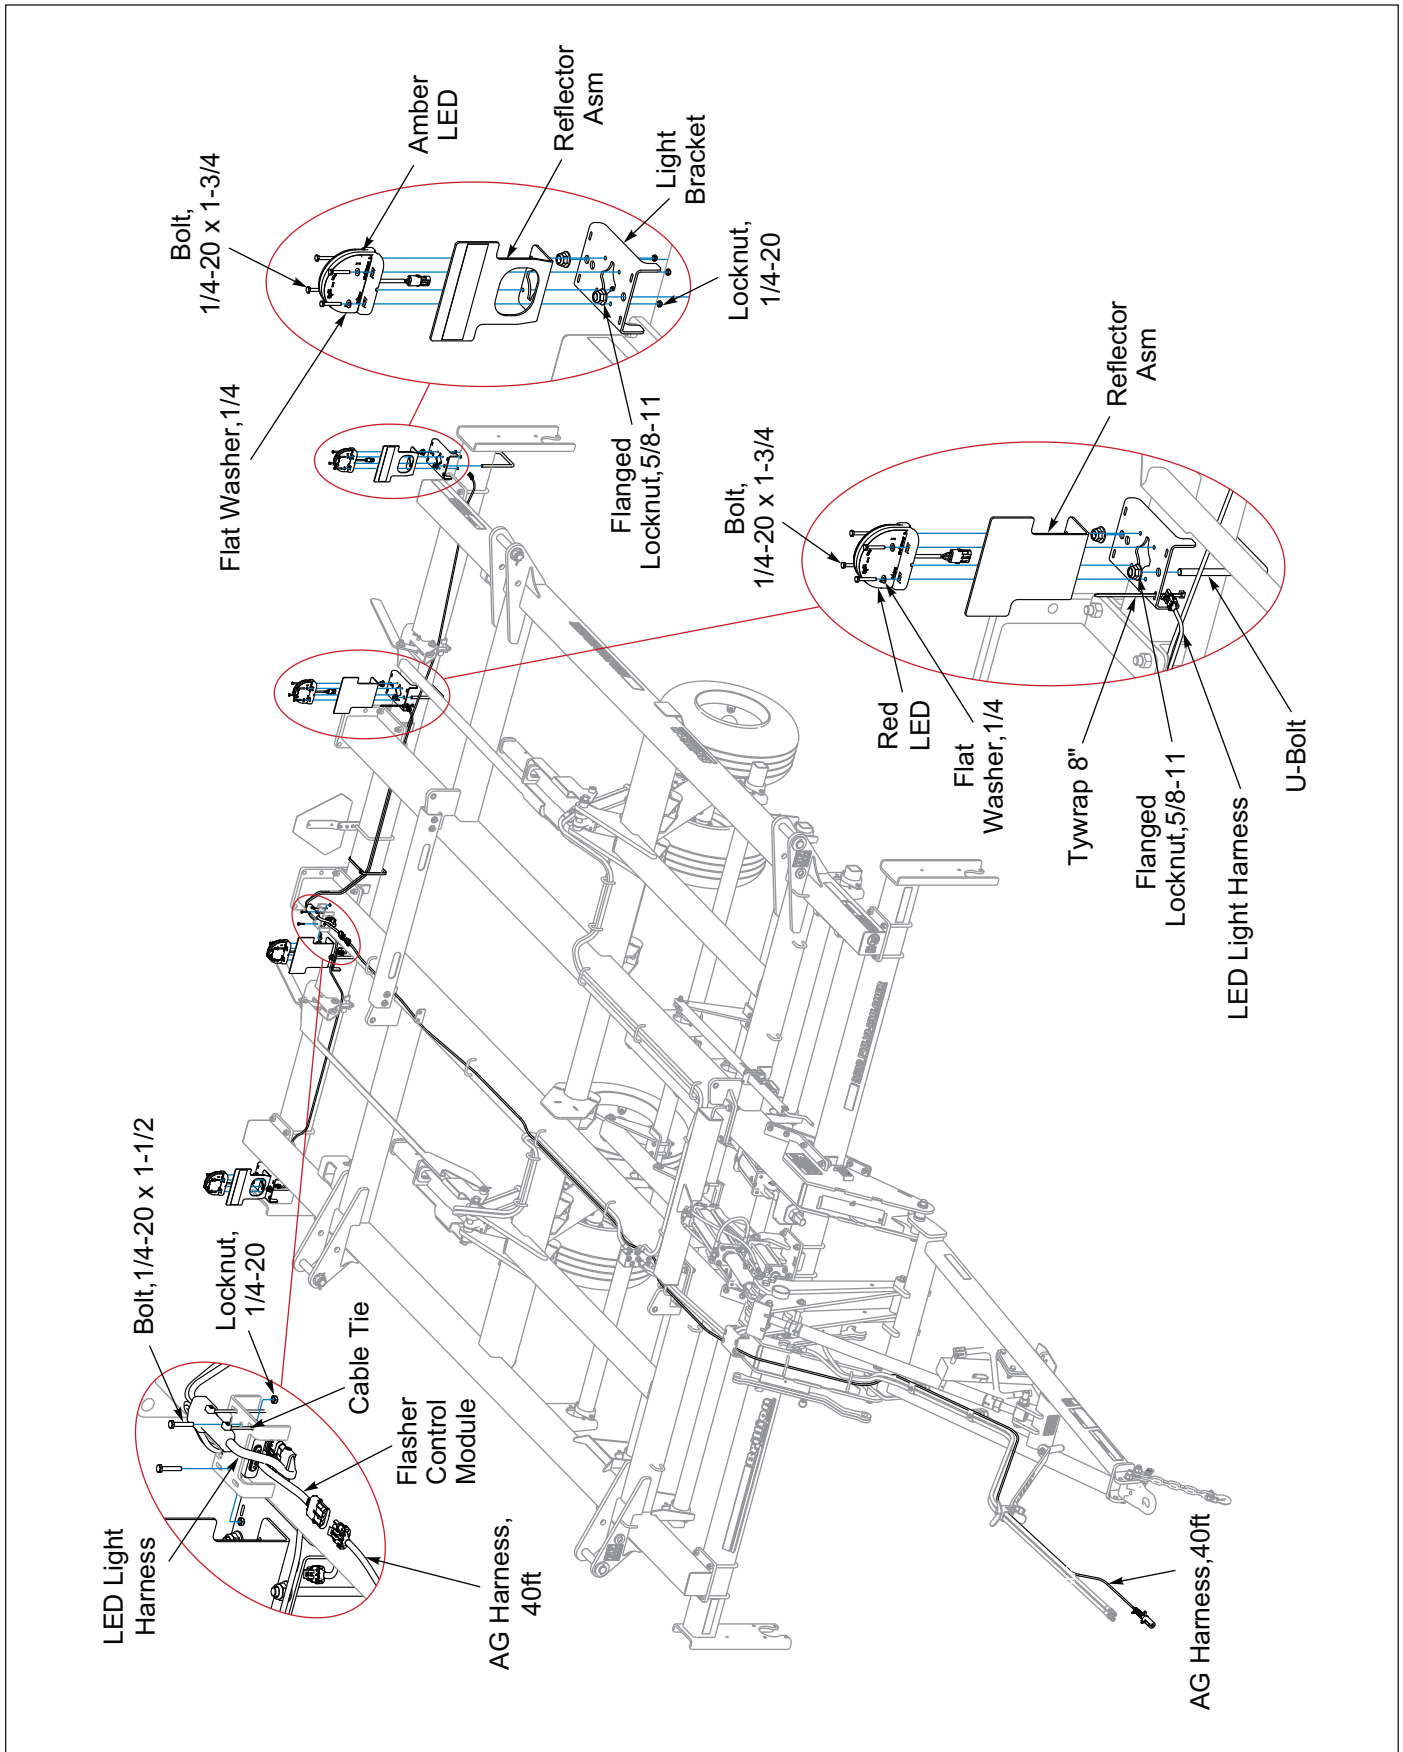 Bolt,
1/4-20 x 1-3/4
Amber
LED
Reflector
Asm
Light
Bracket
Locknut,
1/4-20
Flat Washer,1/4
Flanged
Locknut,5/8-11
Bolt,
1/4-20 x 1-3/4
Reflector
Asm
Red
LED
Flat
Washer,1/4
Tywrap 8"
Flanged
Locknut,5/8-11
LED Light Harness
U-Bolt
Bolt,1/4-20 x 1-1/2
Locknut,
1/4-20
Cable Tie
Flasher
Control
Module
LED Light
Harness
AG Harness,
40ft
AG Harness,40ft
Brillion